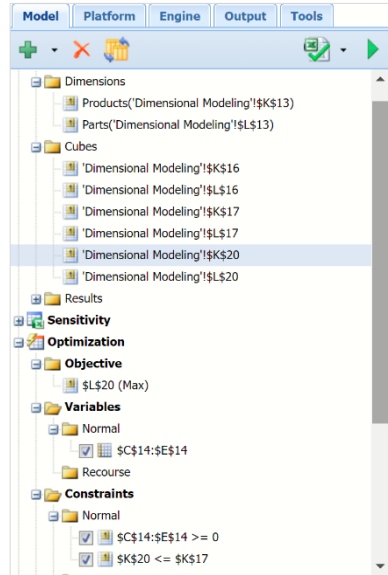 Model Platform Engine Output Tools
Dimensions
Products('Dimensional Modeling'!$K$13)
Parts('Dimensional Modeling'!$L$13)
Cubes
'Dimensional Modeling'!$K$16
'Dimensional Modeling'!$L$16
'Dimensional Modeling'!$K$17
'Dimensional Modeling'!$L$17
'Dimensional Modeling'!$K$20
'Dimensional Modeling'!$L$20
Results
Sensitivity
Optimization
Objective
$L$20 (Max)
Variables
Normal
$C$14:$E$14
Recourse
Constraints
Normal
$C$14:$E$14 >= 0
$K$20 <= $K$17